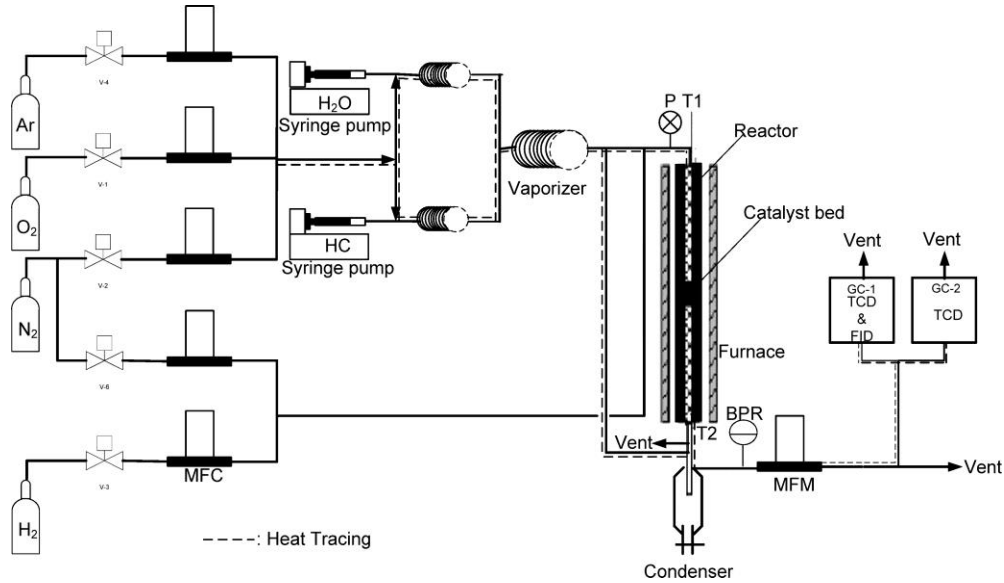 P T1
V-4
Ar
H2O
Syringe pump
Reactor
V-1
O2
Vaporizer
Catalyst bed
HC
Syringe pump
Vent
Vent
V-2
N2
GC-1
TCD
&
FID
GC-2
TCD
Furnace
V-6
T2
BPR
Vent
V-3
MFC
MFM
Vent
H2
----: Heat Tracing
Condenser